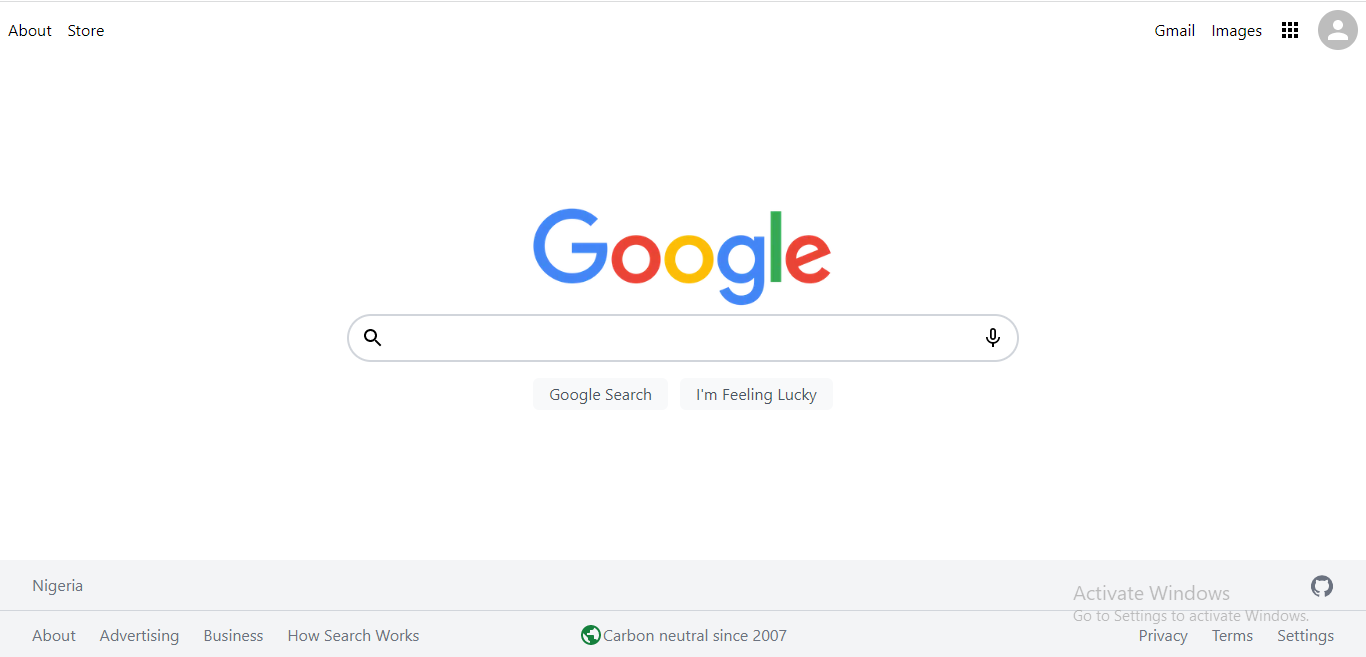 About Store Gmail Images
Google
Google Search I'm Feeling Lucky
Nigeria
Activate Windows
Go to Settings to activate Windows.
About Advertising Business How Search Works Carbon neutral since 2007 Privacy Terms Settings